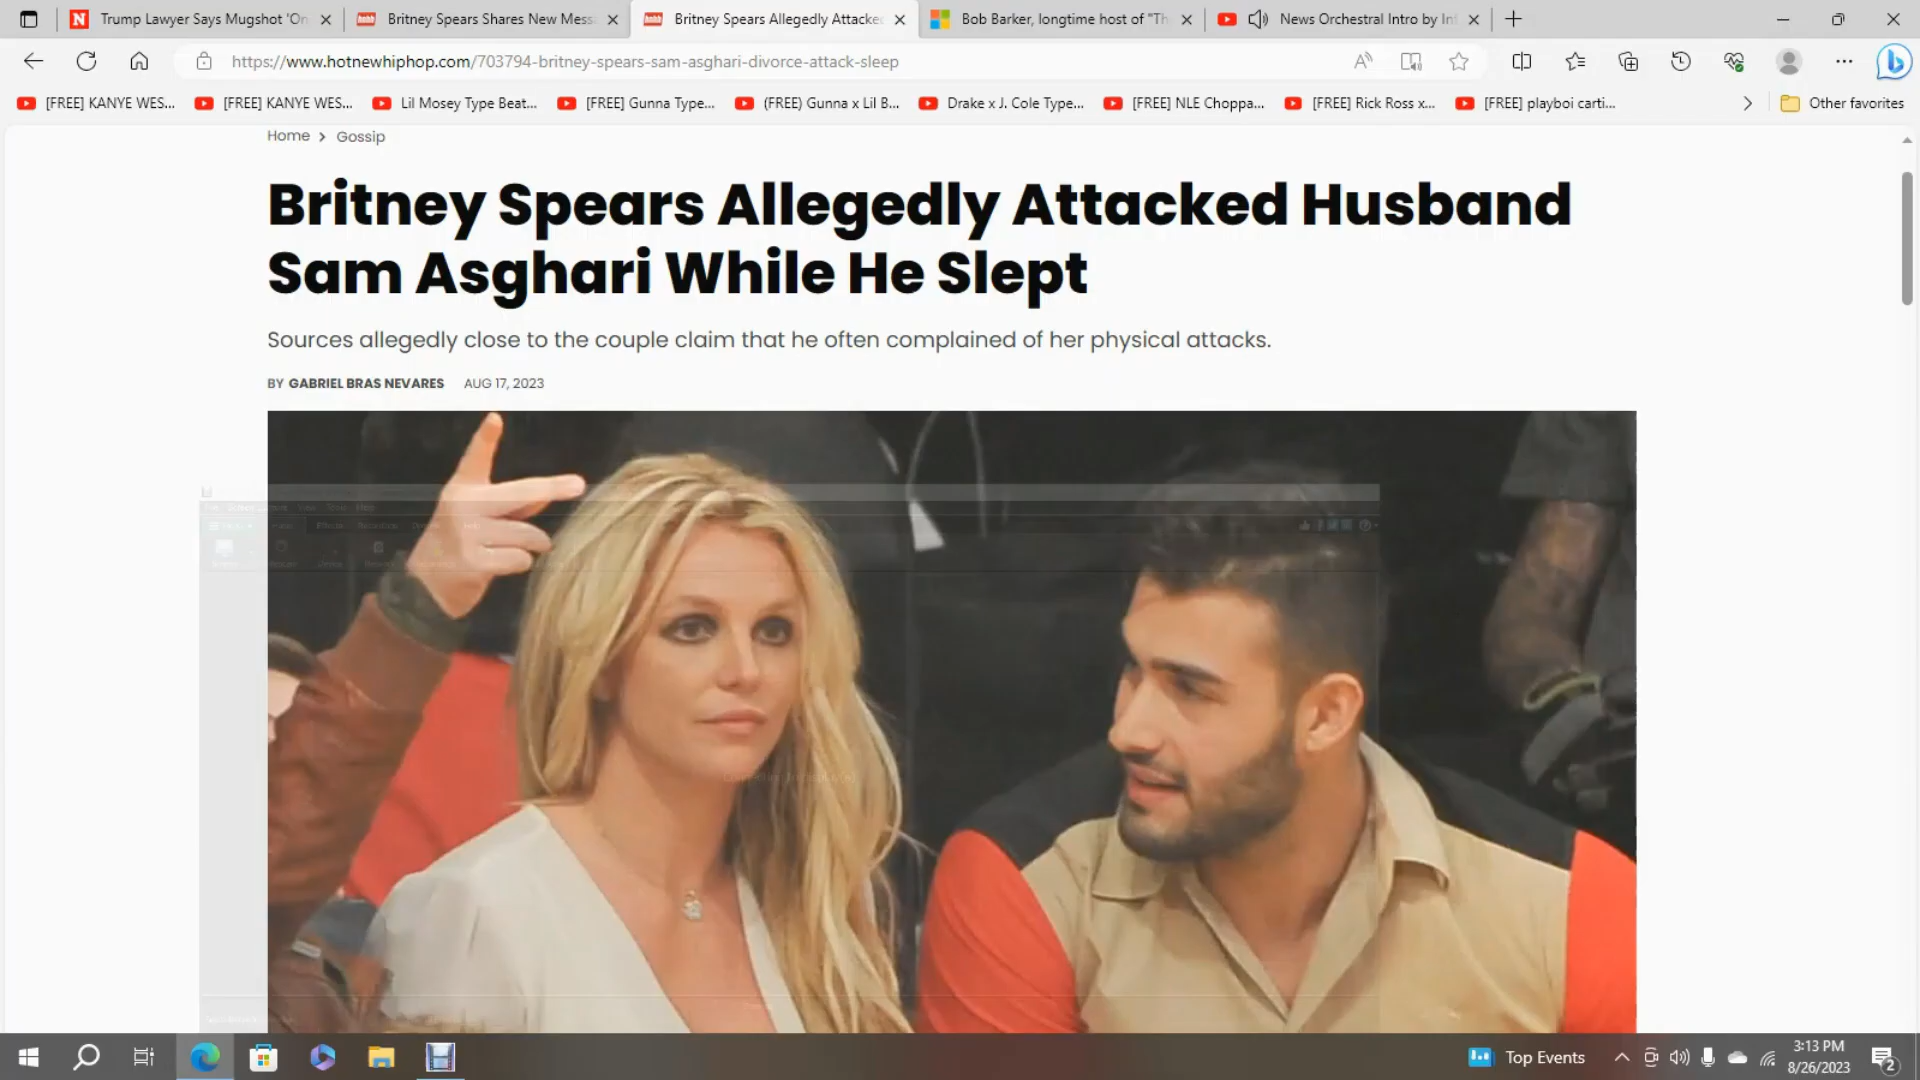 Trump Lawyer Says Mugshot 'On
Britney Spears Shares New Mess
Britney Spears Allegedly Attacke
Bob Barker, longtime host of "Th
News Orchestral Intro by In
https://www.hotnewhiphop.com/703794-britney-spears-sam-asghari-divorce-attack-sleep
[FREE] KANYE WES...
[FREE] KANYE WES...
Lil Mosey Type Beat...
[FREE] Gunna Type...
(FREE) Gunna x Lil B...
Drake x J. Cole Type...
[FREE] NLE Choppa...
[FREE] Rick Ross x...
[FREE] playboi carti...
Other favorites
Home > Gossip
Britney Spears Allegedly Attacked Husband
Sam Asghari While He Slept
Sources allegedly close to the couple claim that he often complained of her physical attacks.
BY GABRIEL BRAS NEVARES AUG 17, 2023
Top Events
3:13 PM
8/26/2023
2